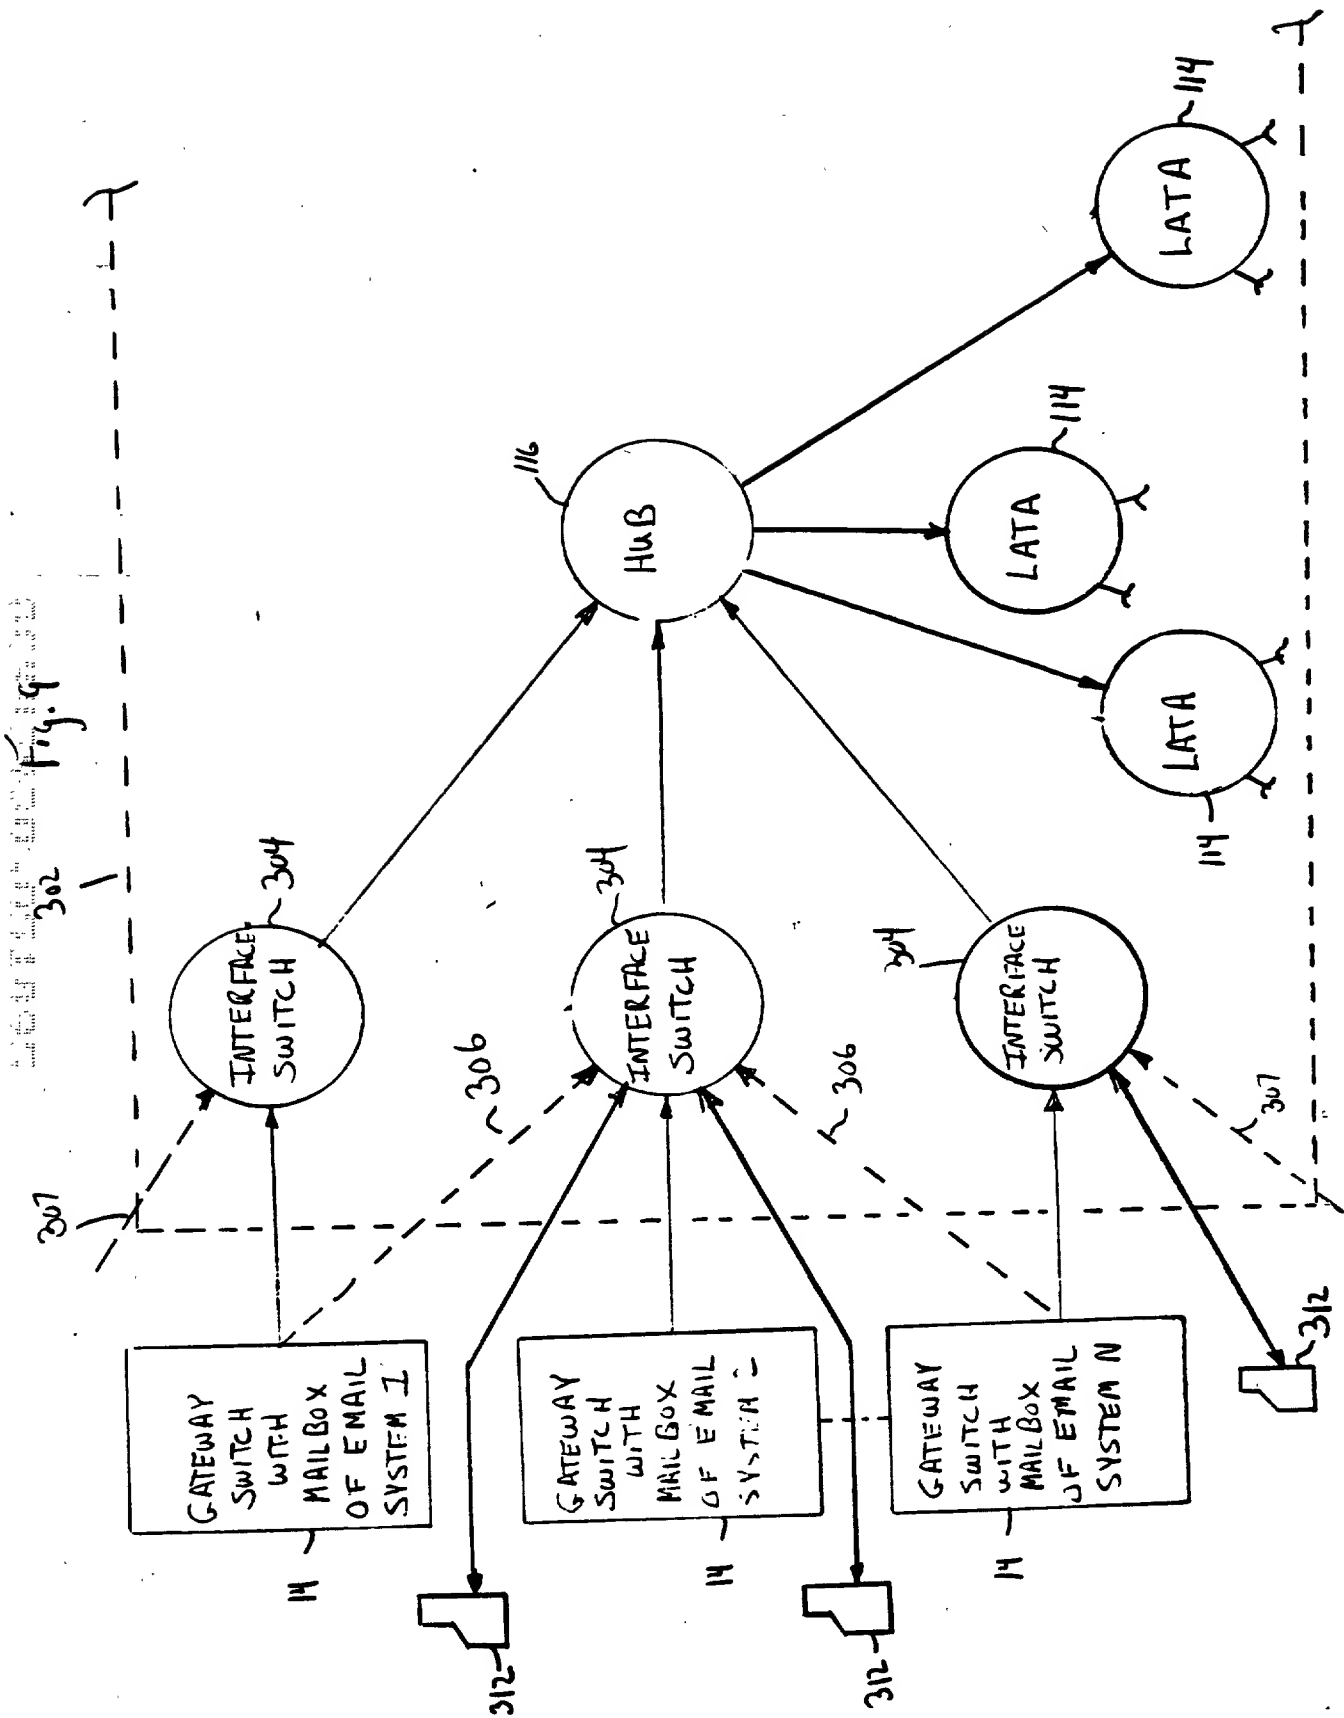 Fig. 9
302
307
GATEWAY
SWITCH
WITH
MAILBOX
OF EMAIL
SYSTEM 1
14
INTERFACE
SWITCH
304
306
312
GATEWAY
SWITCH
WITH
MAILBOX
OF EMAIL
SYSTEM
14
INTERFACE
SWITCH
304
306
312
GATEWAY
SWITCH
WITH
MAILBOX
OF EMAIL
SYSTEM N
14
INTERFACE
SWITCH
304
307
312
HUB
116
LATA
114
LATA
114
LATA
114